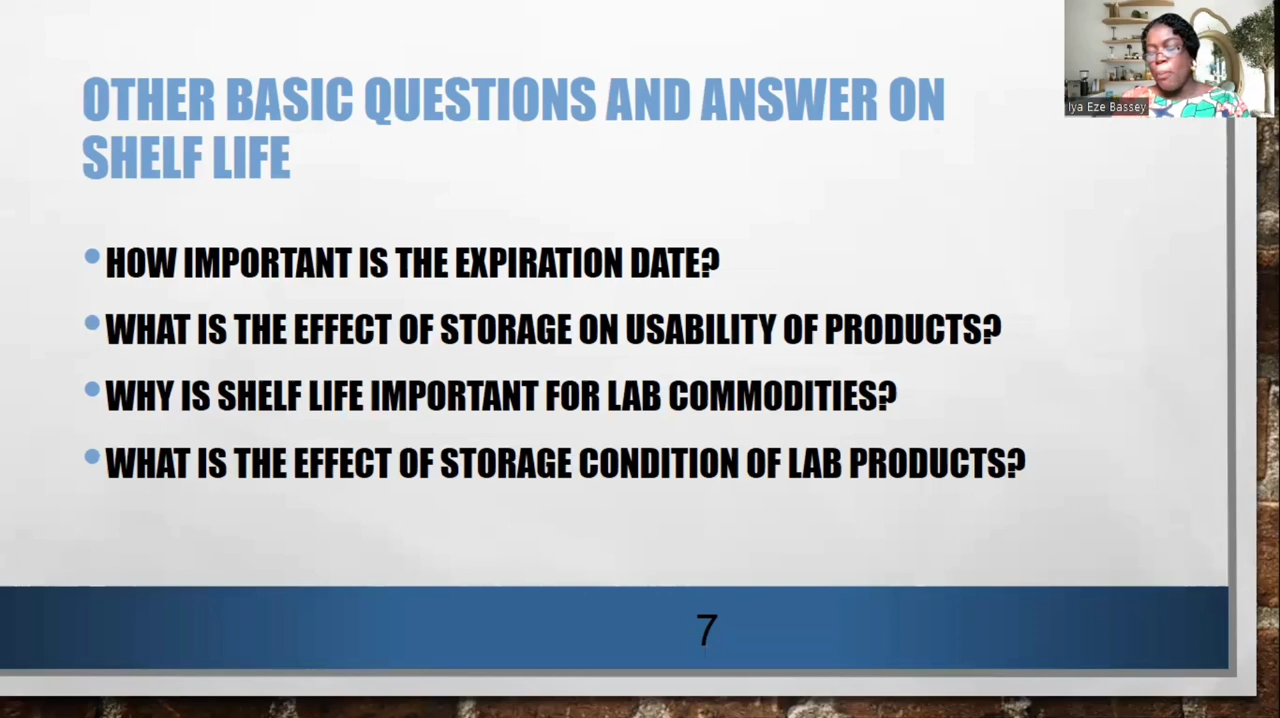 OTHER BASIC QUESTIONS AND ANSWER ON
SHELF LIFE
• HOW IMPORTANT IS THE EXPIRATION DATE?
• WHAT IS THE EFFECT OF STORAGE ON USABILITY OF PRODUCTS?
• WHY IS SHELF LIFE IMPORTANT FOR LAB COMMODITIES?
• WHAT IS THE EFFECT OF STORAGE CONDITION OF LAB PRODUCTS?
7
Iya Eze Bassey